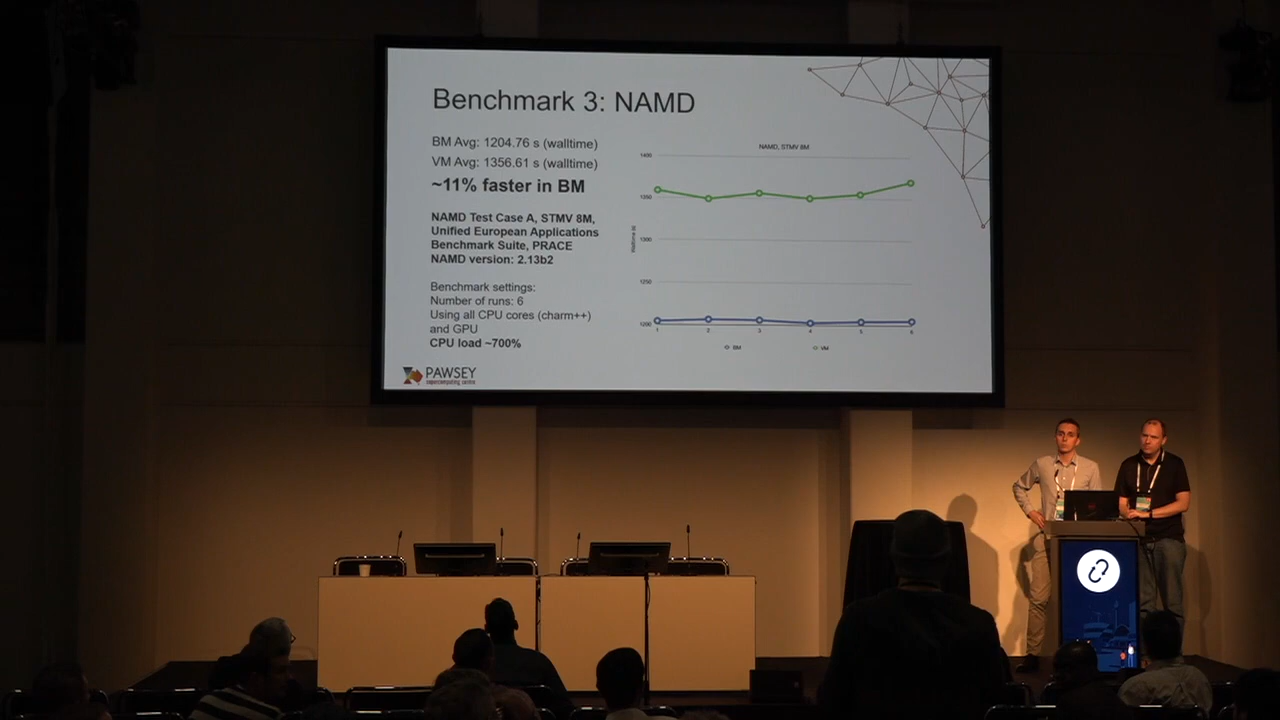 Benchmark 3: NAMD
BM Avg: 1204.76 s (walltime)
VM Avg: 1356.61 s (walltime)
~11% faster in BM
NAMD Test Case A, STMV 8M,
Unified European Applications
Benchmark Suite, PRACE
NAMD version: 2.13b2
Benchmark settings:
Number of runs: 6
Using all CPU cores (charm++)
and GPU
CPU load ~700%
PAWSEY
supercomputing centre
NAMD, STMV 8M
1400
1350
1300
1250
1200
Walltime (s)
1 2 3 4 5 6
BM VM